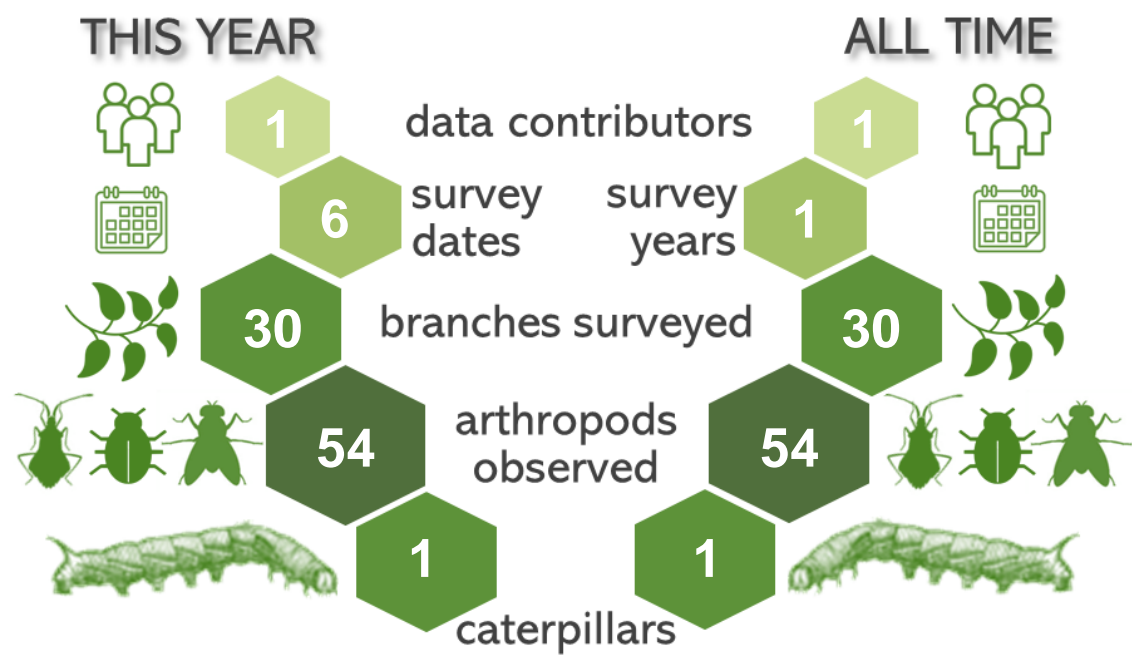 THIS YEAR ALL TIME
1 data contributors 1
6 survey dates survey years 1
30 branches surveyed 30
54 arthropods observed 54
1 caterpillars 1